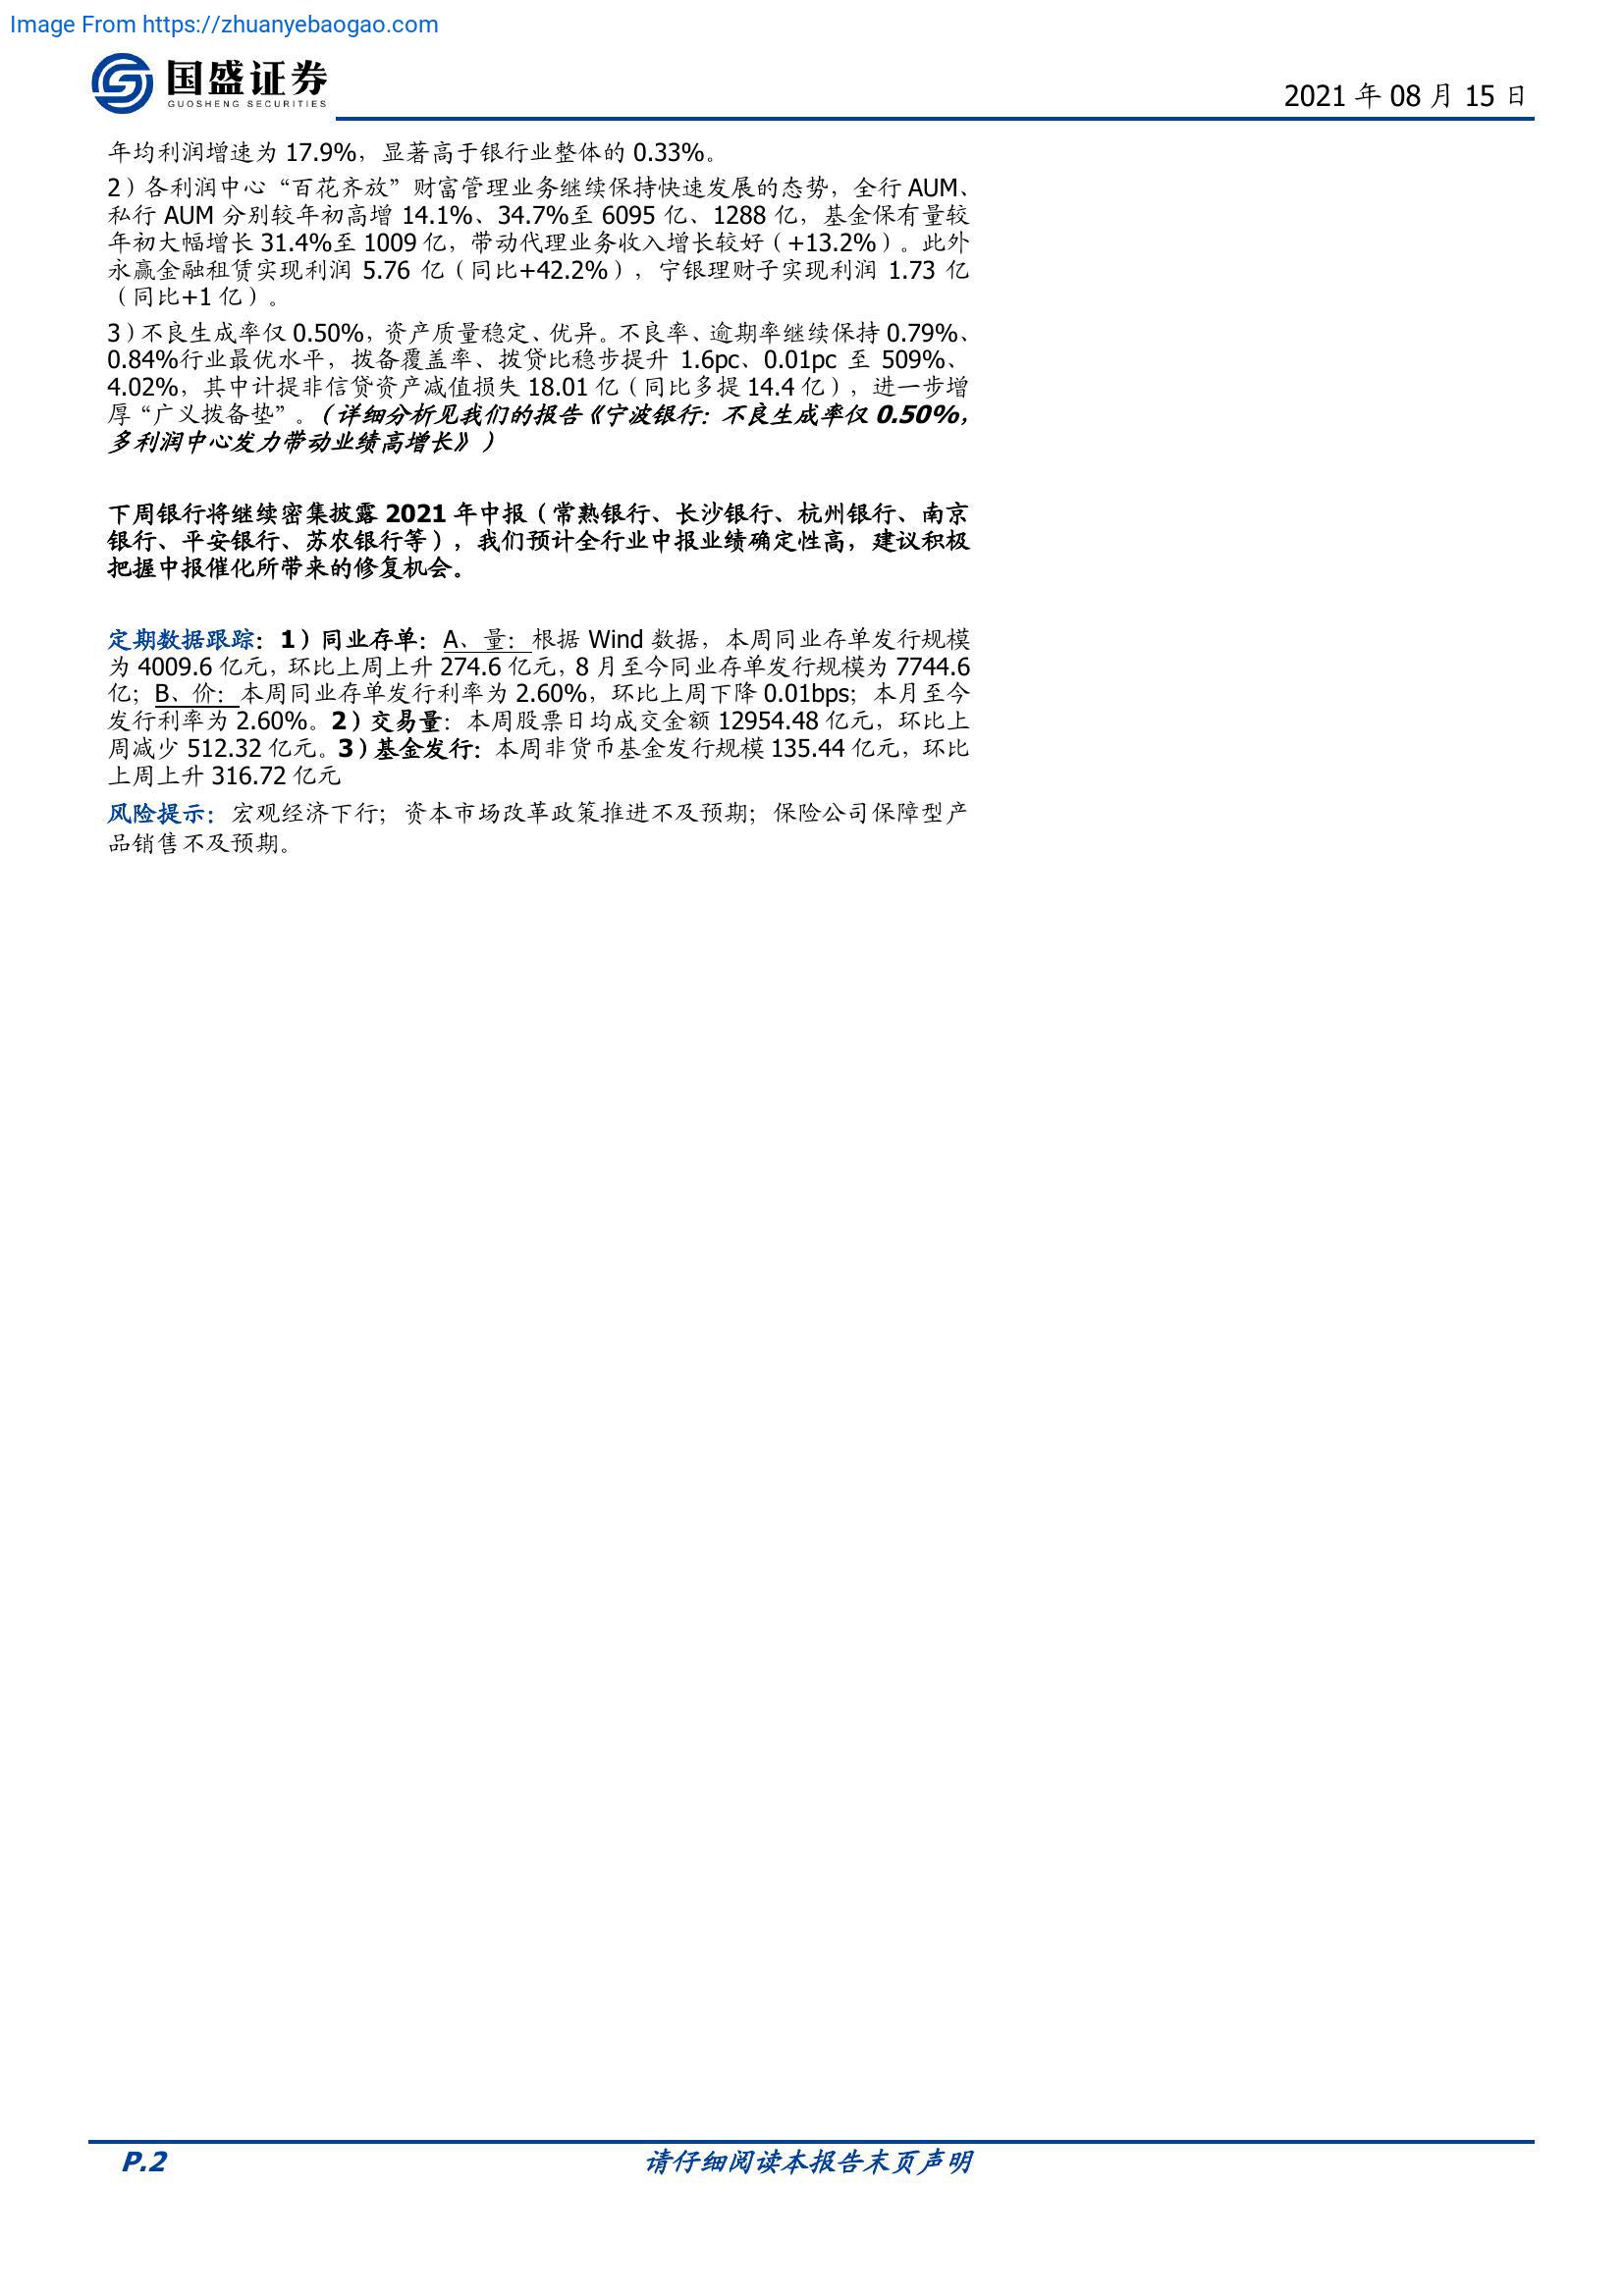 Image From https://zhuanyebaogao.com
国盛证券
GUOSHENG SECURITIES
2021 年 08 月 15 日
年均利润增速为 17.9%，显著高于银行业整体的 0.33%。
2）各利润中心“百花齐放”财富管理业务继续保持快速发展的态势，全行 AUM、
私行 AUM 分别较年初高增 14.1%、34.7%至 6095 亿、1288 亿，基金保有量较
年初大幅增长 31.4%至 1009 亿，带动代理业务收入增长较好（+13.2%）。此外
永赢金融租赁实现利润 5.76 亿（同比+42.2%），宁银理财子实现利润 1.73 亿
（同比+1 亿）。
3）不良生成率仅 0.50%，资产质量稳定、优异。不良率、逾期率继续保持 0.79%、
0.84%行业最优水平，拨备覆盖率、拨贷比稳步提升 1.6pc、0.01pc 至 509%、
4.02%，其中计提非信贷资产减值损失 18.01 亿（同比多提 14.4 亿），进一步增
厚“广义拨备垫”。（详细分析见我们的报告《宁波银行：不良生成率仅 0.50%，
多利润中心发力带动业绩高增长》）
下周银行将继续密集披露 2021 年中报（常熟银行、长沙银行、杭州银行、南京
银行、平安银行、苏农银行等），我们预计全行业中报业绩确定性高，建议积极
把握中报催化所带来的修复机会。
定期数据跟踪：1）同业存单：A、量：根据 Wind 数据，本周同业存单发行规模
为 4009.6 亿元，环比上周上升 274.6 亿元，8 月至今同业存单发行规模为 7744.6
亿；B、价：本周同业存单发行利率为 2.60%，环比上周下降 0.01bps；本月至今
发行利率为 2.60%。2）交易量：本周股票日均成交金额 12954.48 亿元，环比上
周减少 512.32 亿元。3）基金发行：本周非货币基金发行规模 135.44 亿元，环比
上周上升 316.72 亿元
风险提示：宏观经济下行；资本市场改革政策推进不及预期；保险公司保障型产
品销售不及预期。
P.2
请仔细阅读本报告末页声明